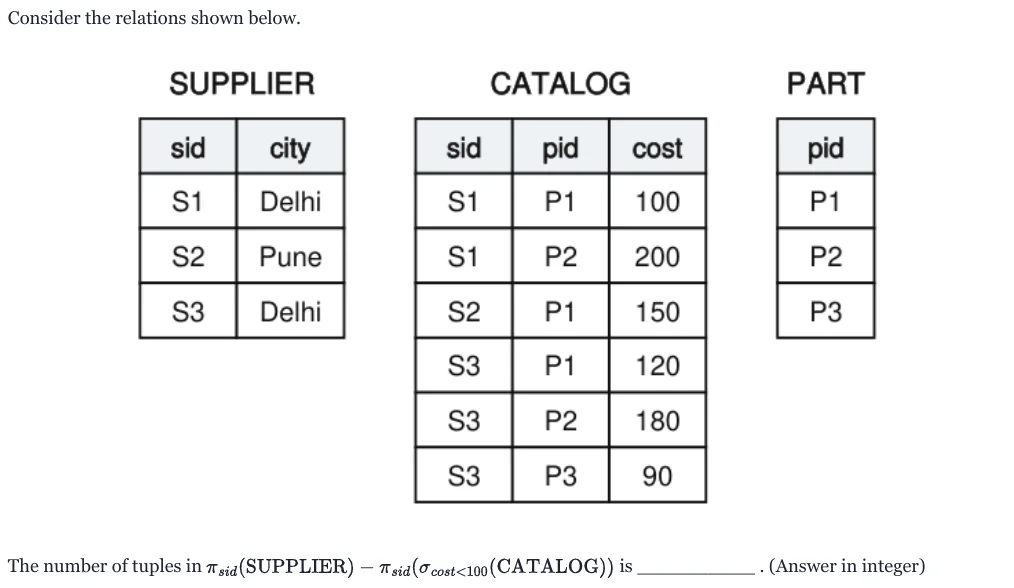 Consider the relations shown below.
SUPPLIER CATALOG PART
sid city sid pid cost pid
S1 Delhi S1 P1 100 P1
S2 Pune S1 P2 200 P2
S3 Delhi S2 P1 150 P3
S3 P1 120
S3 P2 180
S3 P3 90
The number of tuples in π_sid(SUPPLIER) − π_sid(σ_cost<100(CATALOG)) is ____________ . (Answer in integer)